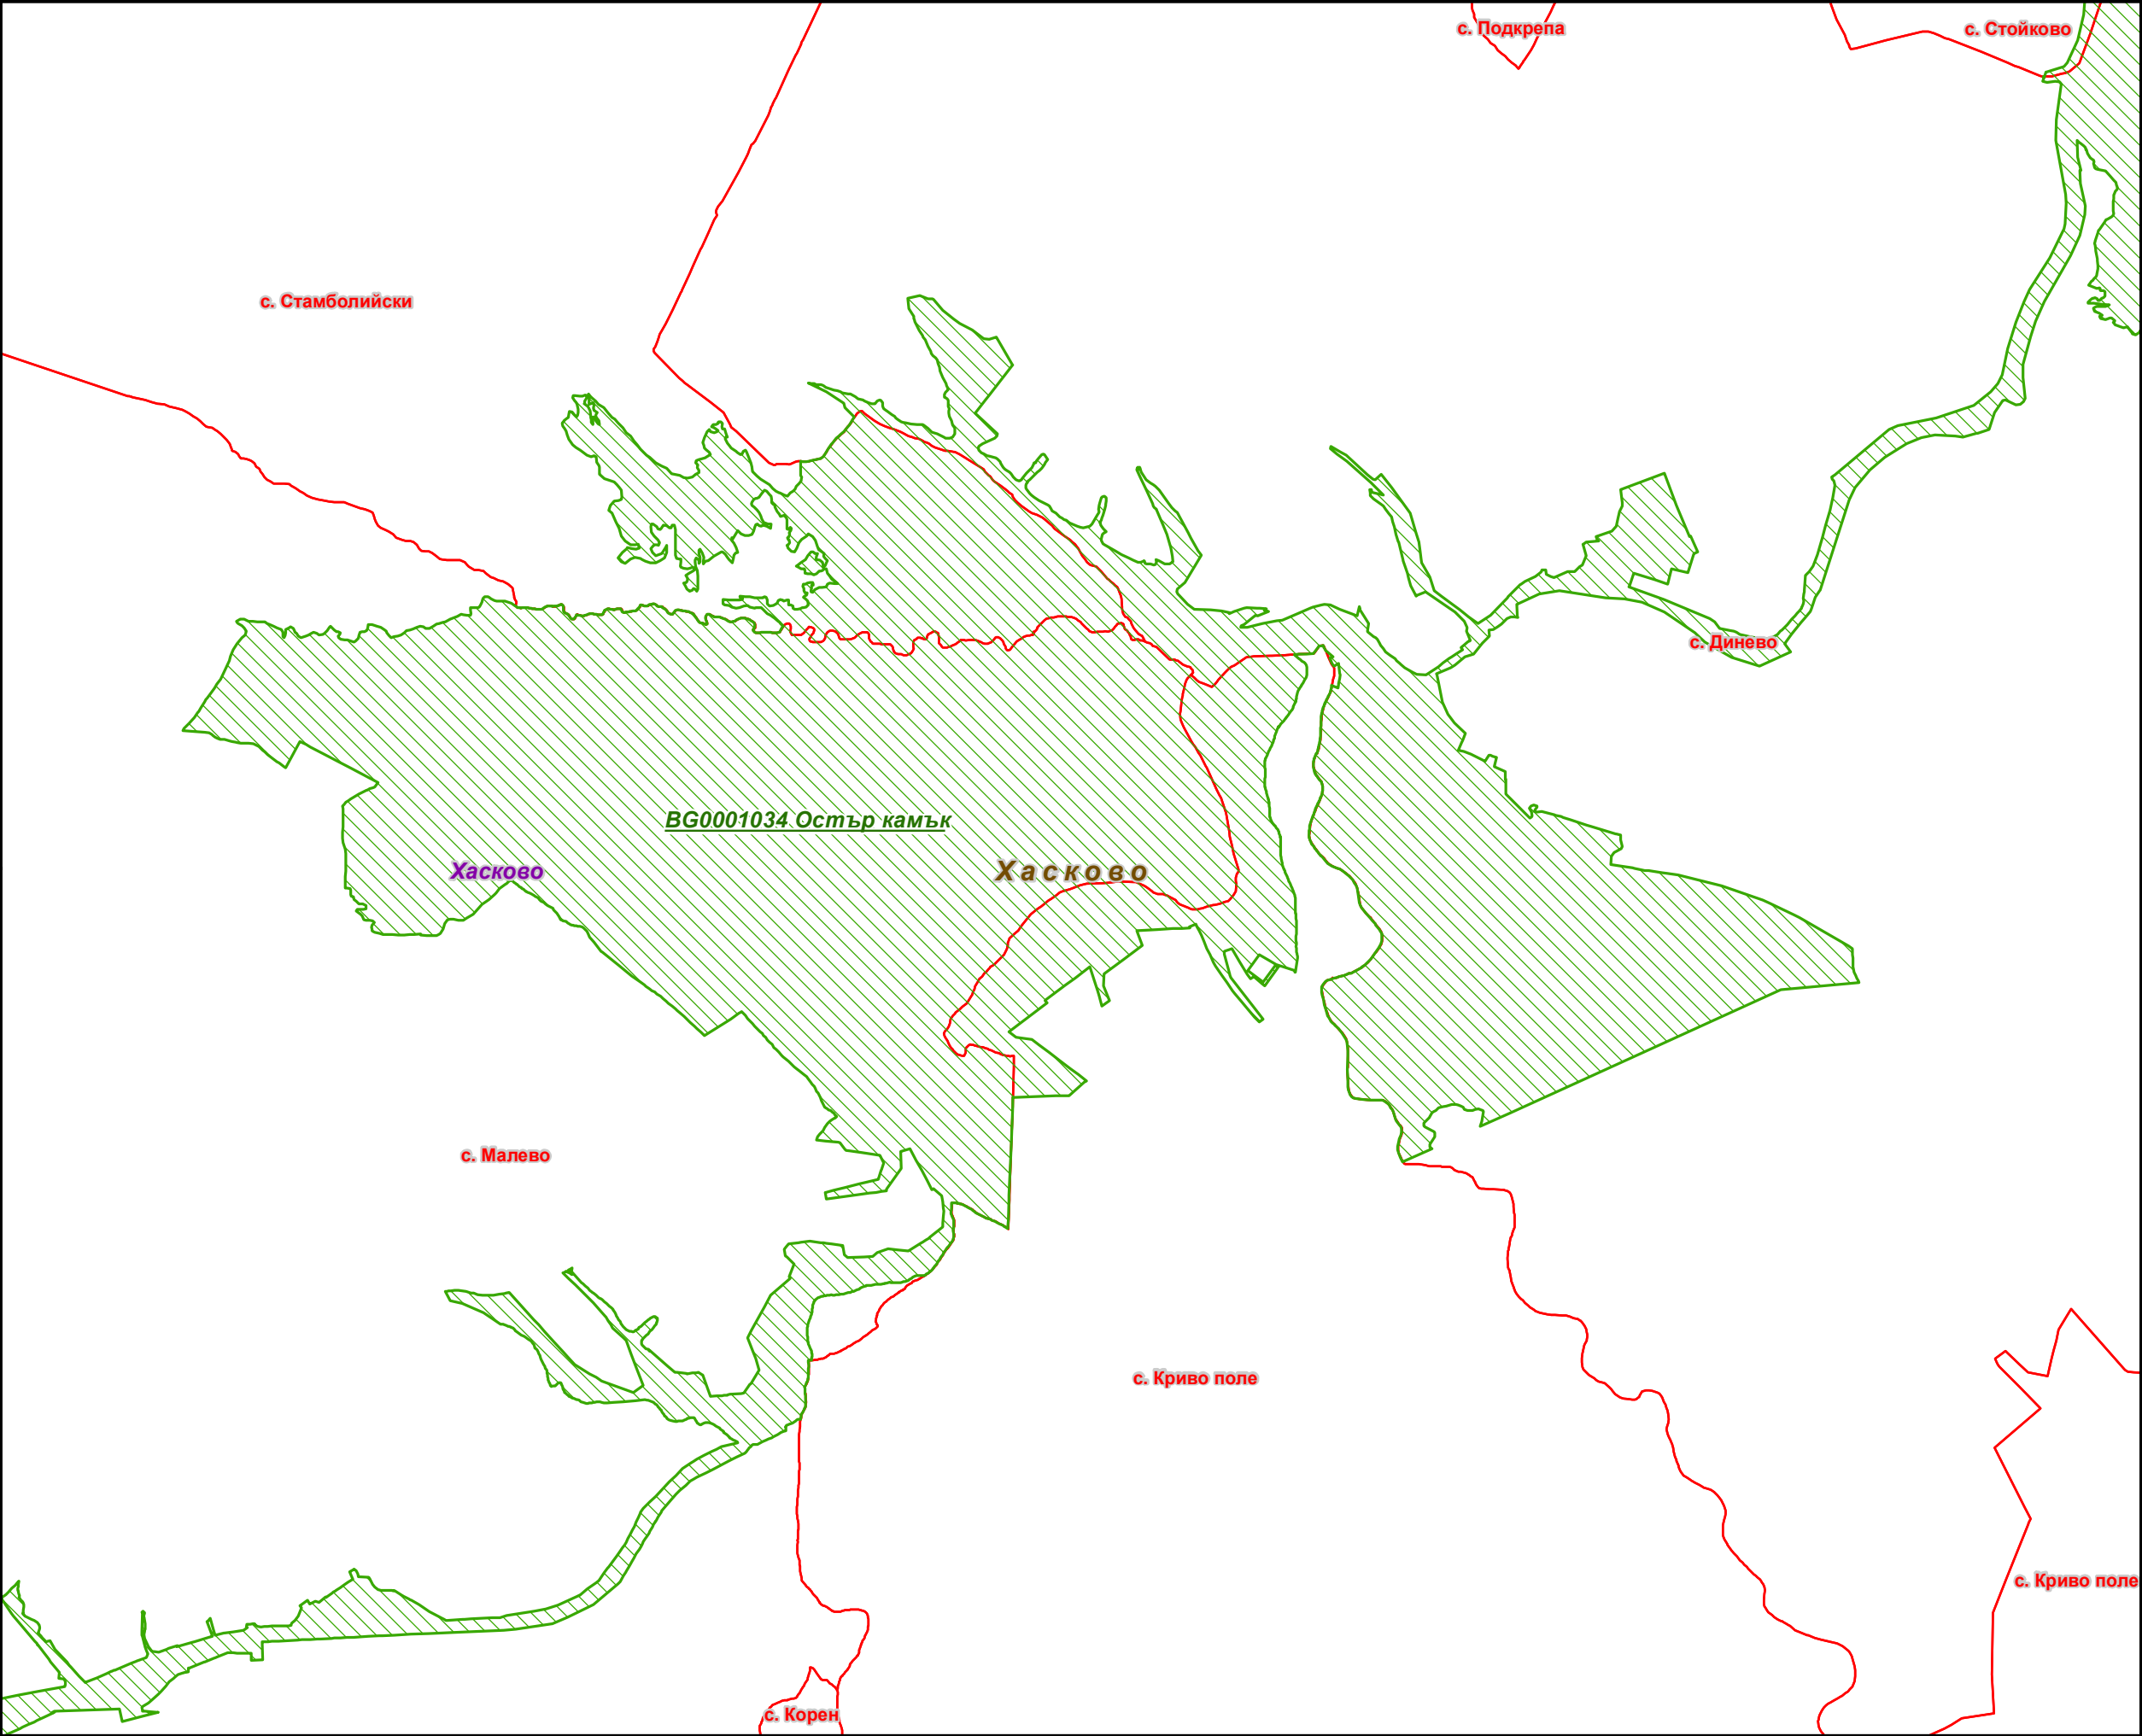 с. Подкрепа
с. Стойково
с. Стамболийски
с. Динево
BG0001034 Остър камък
Хасково
Хасково
с. Малево
с. Криво поле
с. Криво поле
с. Корен